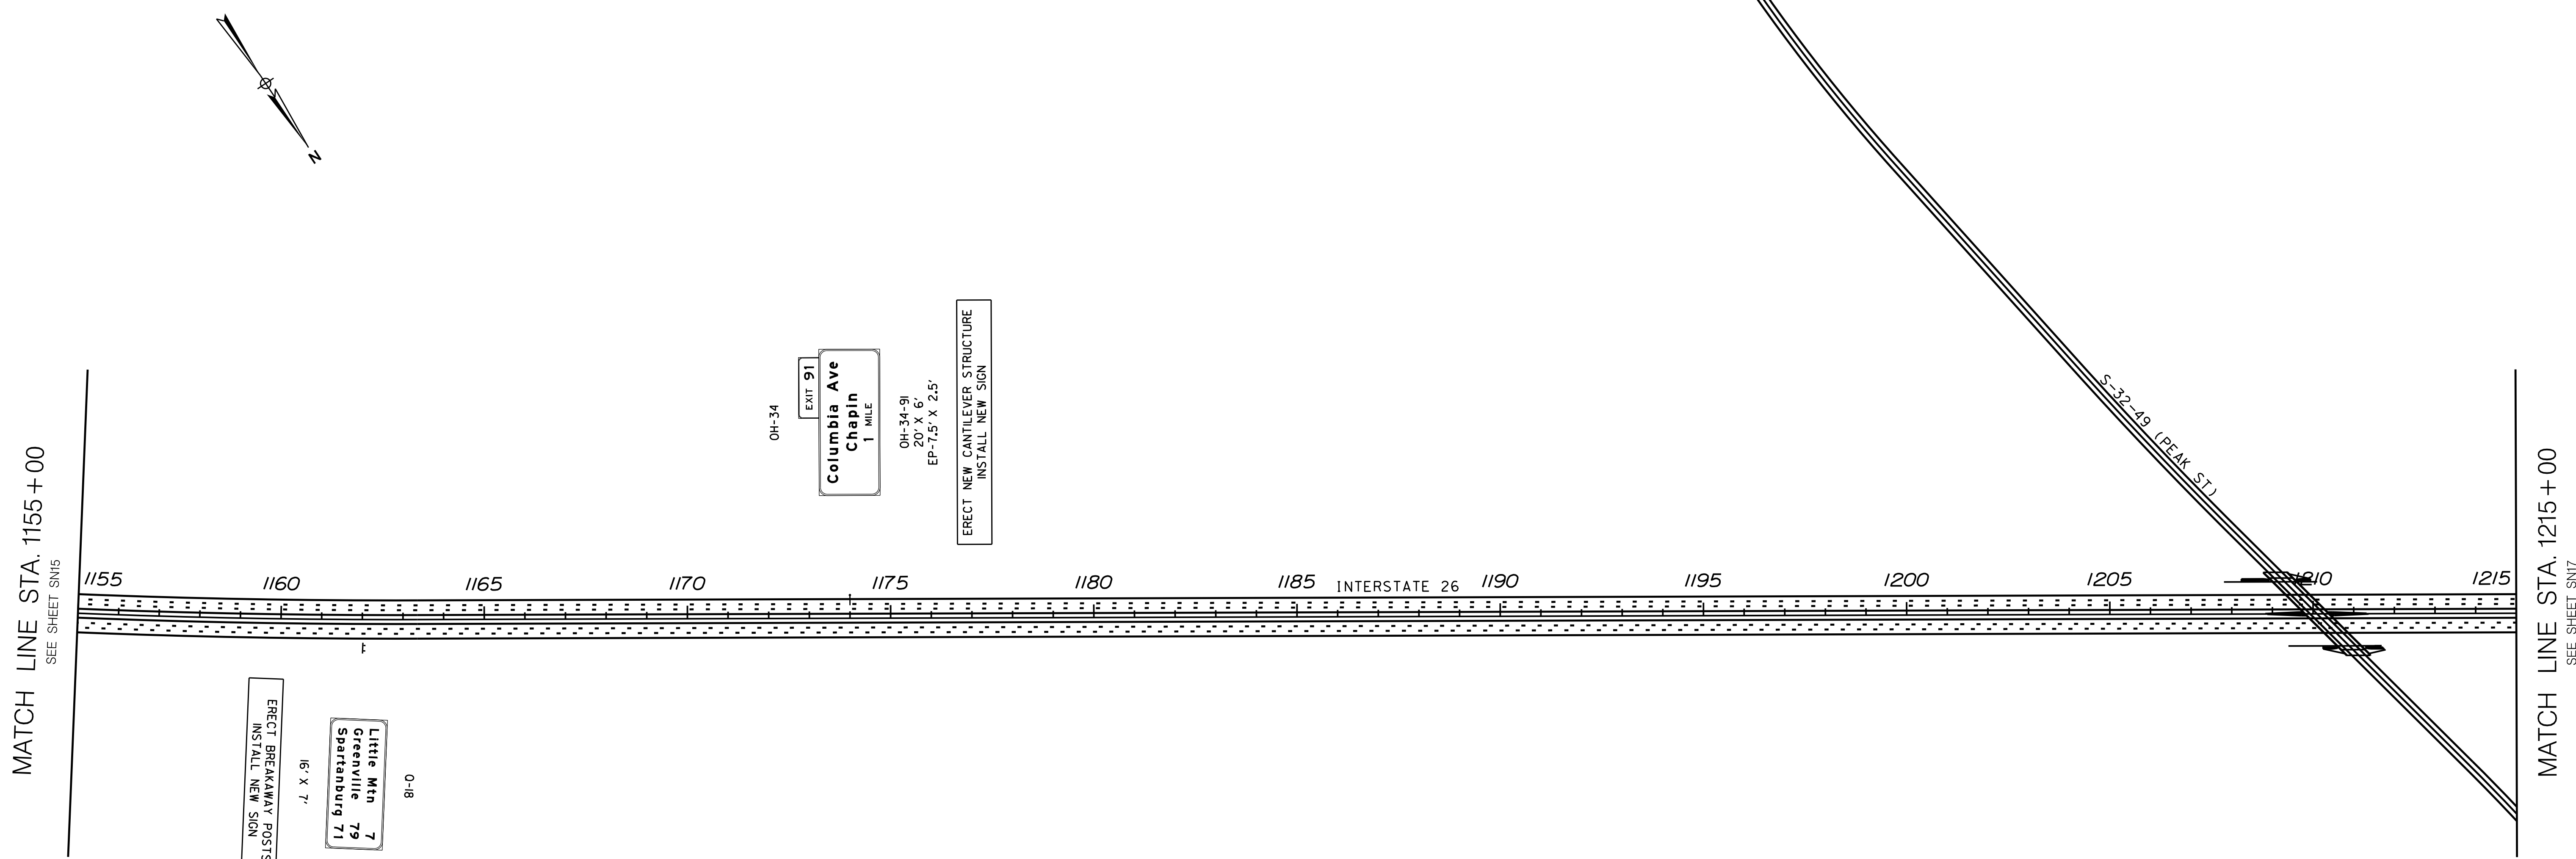 N
MATCH LINE STA. 1155+00
SEE SHEET SN15
OH-34
EXIT 91
Columbia Ave
Chapin
1 MILE
OH-34-91
20' X 6'
EP-7.5' X 2.5'
ERECT NEW CANTILEVER STRUCTURE
INSTALL NEW SIGN
S-32-49 (PEAK ST)
1155 1160 1165 1170 1175 1180 1185 INTERSTATE 26 1190 1195 1200 1205 1210 1215
O-18
Little Mtn 7
Greenville 79
Spartanburg 71
16' X 7'
ERECT BREAKAWAY POSTS
INSTALL NEW SIGN
MATCH LINE STA. 1215+00
SEE SHEET SN17